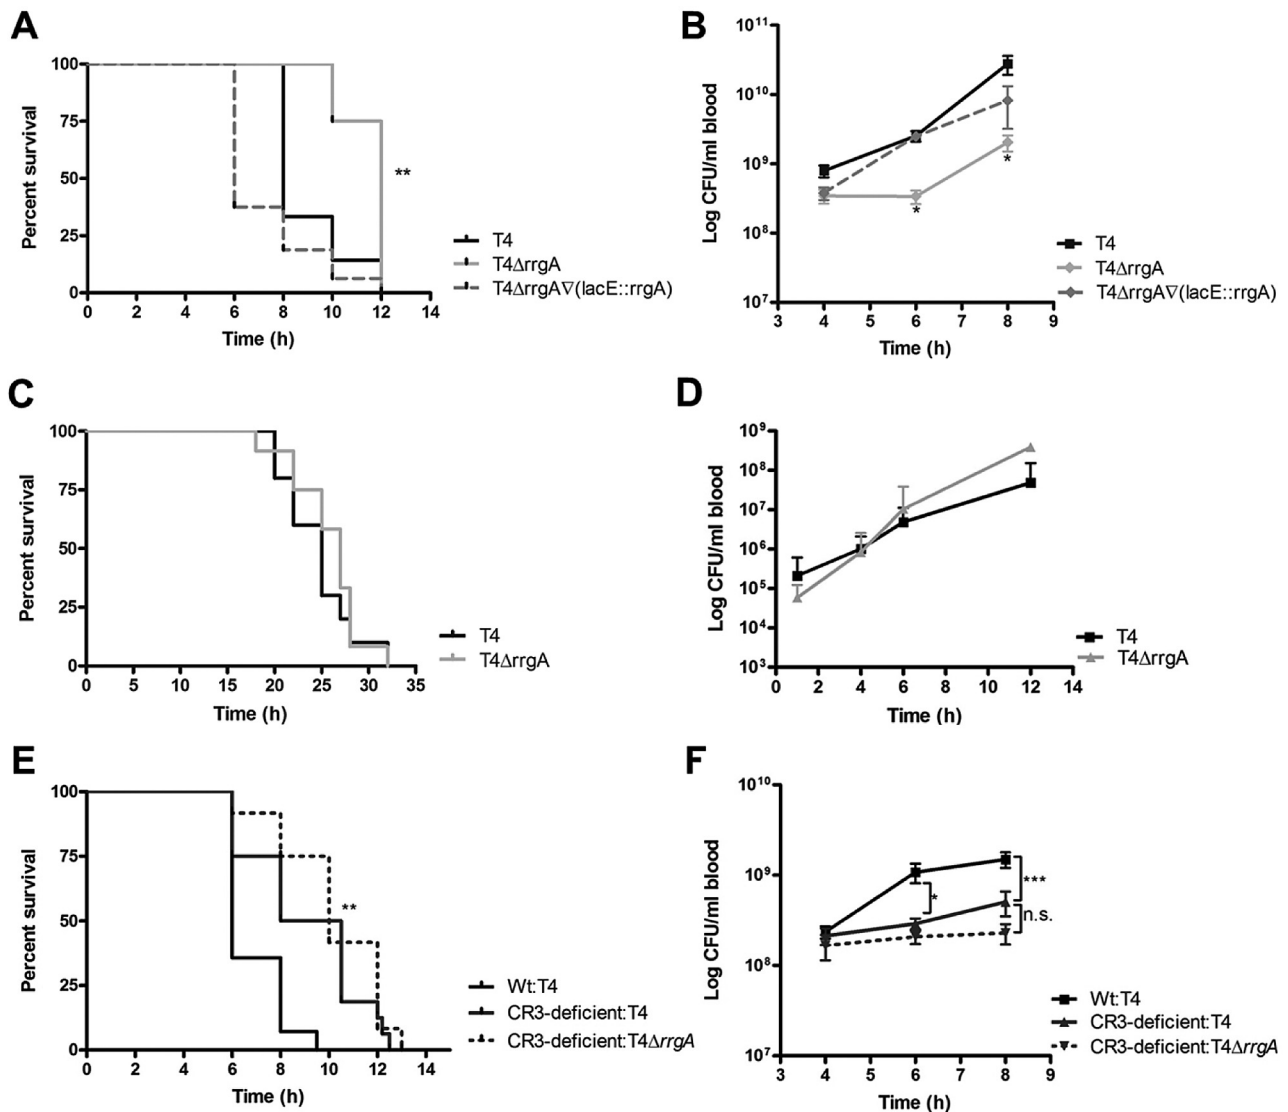 A
Percent survival
100
75
50
25
0
**
0 2 4 6 8 10 12 14
Time (h)
T4
T4ΔrrgA
T4ΔrrgA∇(lacE::rrgA)
B
Log CFU/ml blood
10¹¹
10¹⁰
10⁹
10⁸
10⁷
*
*
3 4 5 6 7 8 9
Time (h)
T4
T4ΔrrgA
T4ΔrrgA∇(lacE::rrgA)
C
Percent survival
100
75
50
25
0
0 5 10 15 20 25 30 35
Time (h)
T4
T4ΔrrgA
D
Log CFU/ml blood
10⁹
10⁸
10⁷
10⁶
10⁵
10⁴
10³
0 2 4 6 8 10 12 14
Time (h)
T4
T4ΔrrgA
E
Percent survival
100
75
50
25
0
**
0 2 4 6 8 10 12 14
Time (h)
Wt:T4
CR3-deficient:T4
CR3-deficient:T4ΔrrgA
F
Log CFU/ml blood
10¹⁰
10⁹
10⁸
10⁷
*
***
n.s.
3 4 5 6 7 8 9
Time (h)
Wt:T4
CR3-deficient:T4
CR3-deficient:T4ΔrrgA